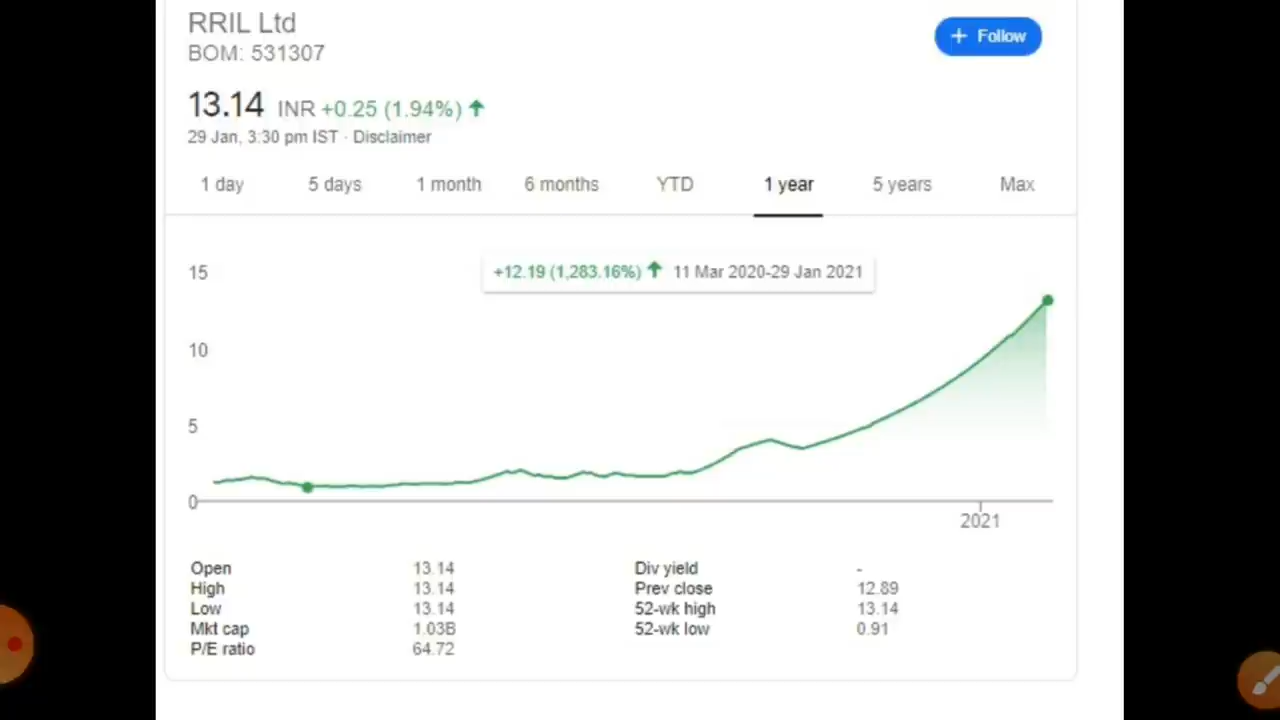 RRIL Ltd
BOM: 531307
+ Follow
13.14 INR +0.25 (1.94%) ↑
29 Jan, 3:30 pm IST · Disclaimer
1 day 5 days 1 month 6 months YTD 1 year 5 years Max
+12.19 (1,283.16%) ↑ 11 Mar 2020-29 Jan 2021
15
10
5
0
2021
Open 13.14 Div yield -
High 13.14 Prev close 12.89
Low 13.14 52-wk high 13.14
Mkt cap 1.03B 52-wk low 0.91
P/E ratio 64.72